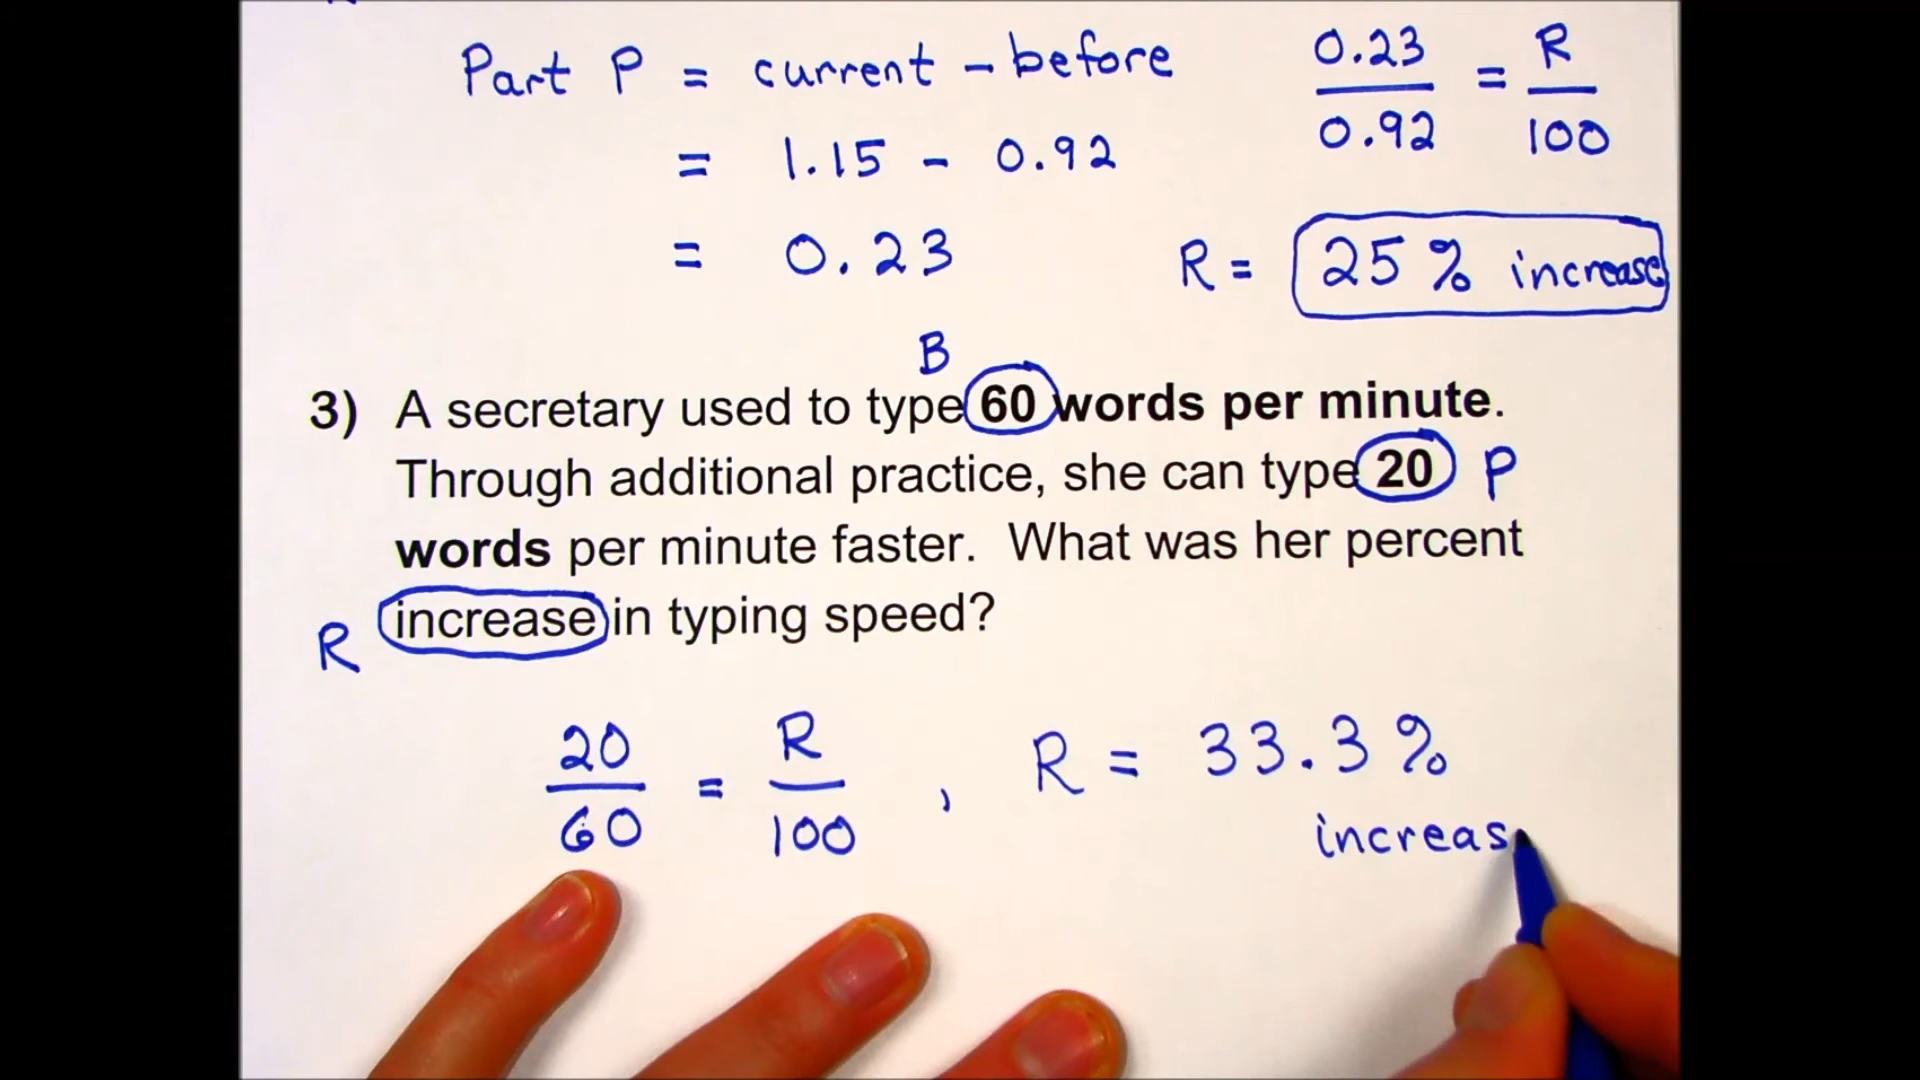 Part P = current - before
= 1.15 - 0.92
= 0.23
0.23/0.92 = R/100
R = 25% increase
B
3) A secretary used to type 60 words per minute.
Through additional practice, she can type 20 P
words per minute faster. What was her percent
R increase in typing speed?
20/60 = R/100 , R = 33.3%
increas